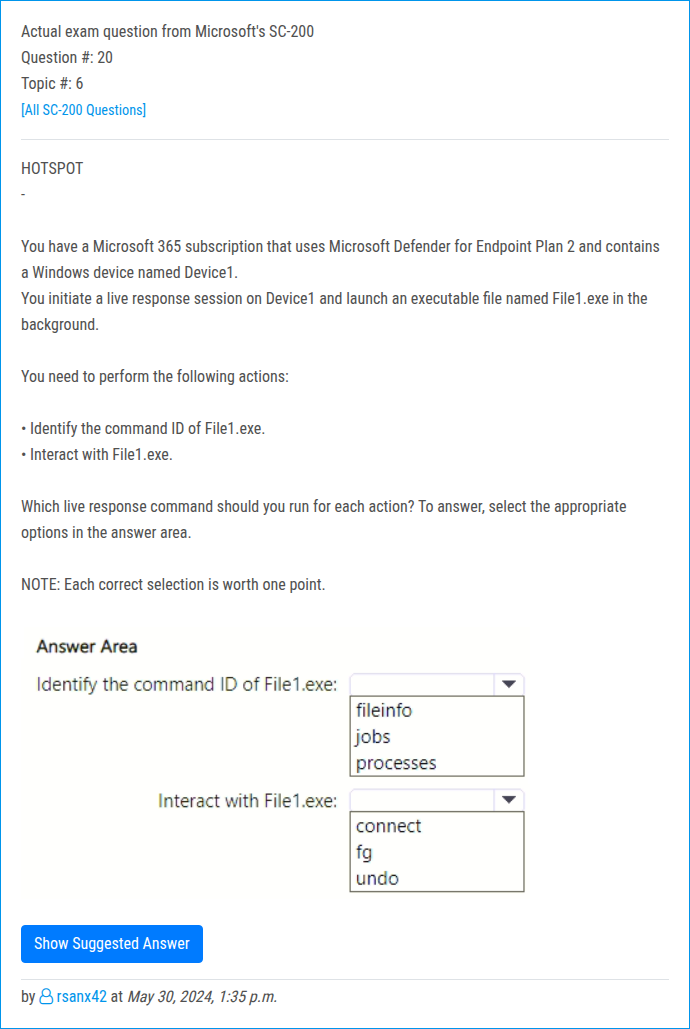 Actual exam question from Microsoft's SC-200
Question #: 20
Topic #: 6
[All SC-200 Questions]
HOTSPOT
-
You have a Microsoft 365 subscription that uses Microsoft Defender for Endpoint Plan 2 and contains
a Windows device named Device1.
You initiate a live response session on Device1 and launch an executable file named File1.exe in the
background.
You need to perform the following actions:
• Identify the command ID of File1.exe.
• Interact with File1.exe.
Which live response command should you run for each action? To answer, select the appropriate
options in the answer area.
NOTE: Each correct selection is worth one point.
Answer Area
Identify the command ID of File1.exe:
fileinfo
jobs
processes
Interact with File1.exe:
connect
fg
undo
Show Suggested Answer
by rsanx42 at May 30, 2024, 1:35 p.m.